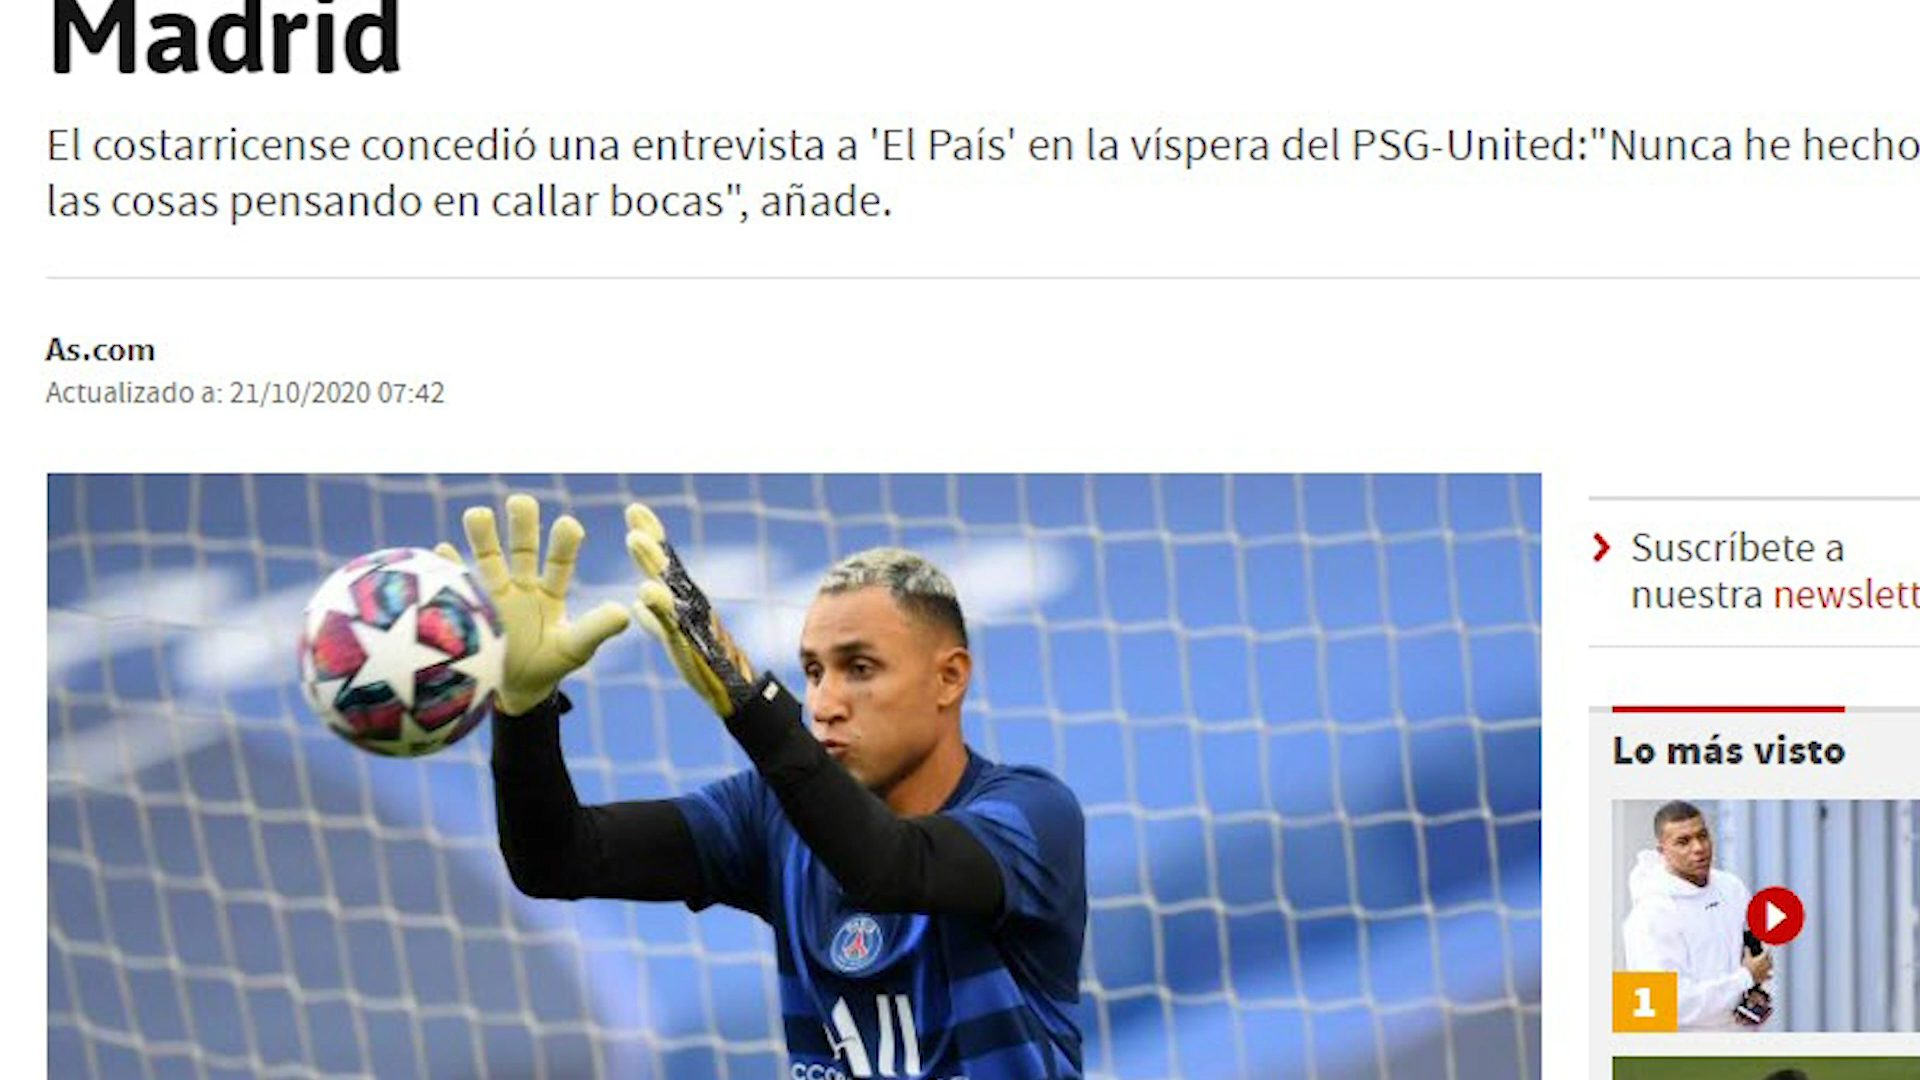 Madrid
El costarricense concedió una entrevista a 'El País' en la víspera del PSG-United:"Nunca he hecho
las cosas pensando en callar bocas", añade.
As.com
Actualizado a: 21/10/2020 07:42
Suscríbete a
nuestra newslett
Lo más visto
1
All